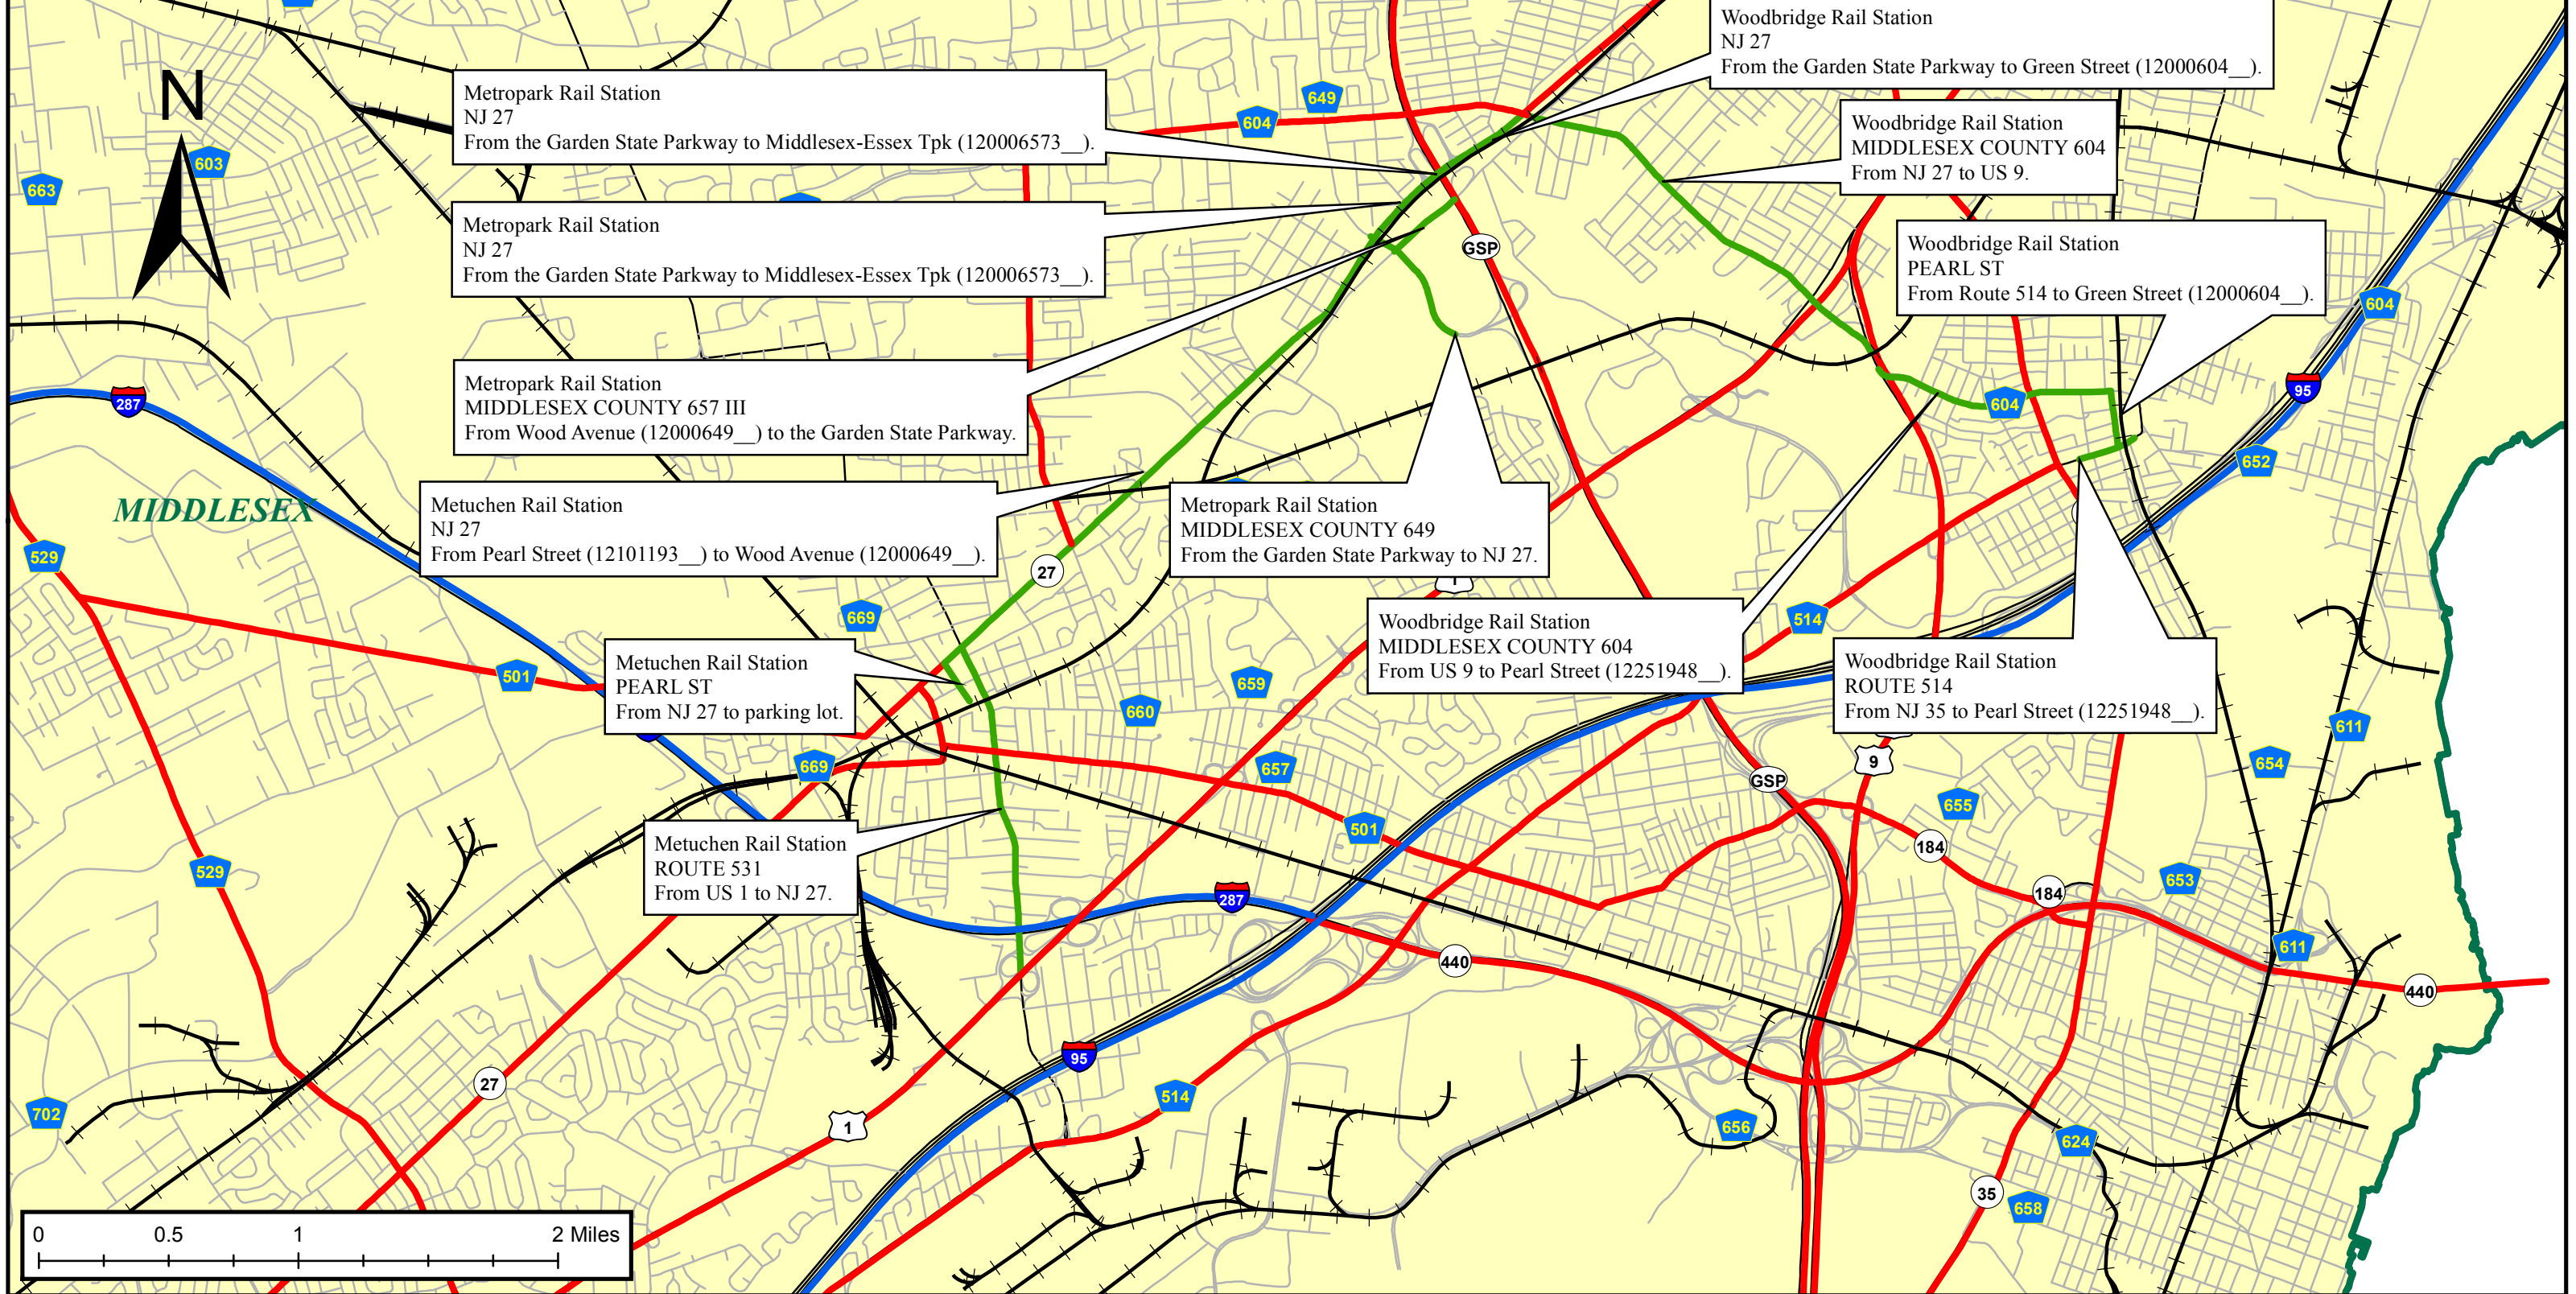 Woodbridge Rail Station
NJ 27
From the Garden State Parkway to Green Street (12000604__).
Metropark Rail Station
NJ 27
From the Garden State Parkway to Middlesex-Essex Tpk (120006573__).
649
604
N
603
663
Woodbridge Rail Station
MIDDLESEX COUNTY 604
From NJ 27 to US 9.
Metropark Rail Station
NJ 27
From the Garden State Parkway to Middlesex-Essex Tpk (120006573__).
GSP
Woodbridge Rail Station
PEARL ST
From Route 514 to Green Street (12000604__).
604
Metropark Rail Station
MIDDLESEX COUNTY 657 III
From Wood Avenue (12000649__) to the Garden State Parkway.
287
95
604
652
MIDDLESEX
Metuchen Rail Station
NJ 27
From Pearl Street (12101193__) to Wood Avenue (12000649__).
Metropark Rail Station
MIDDLESEX COUNTY 649
From the Garden State Parkway to NJ 27.
529
27
1
669
514
Woodbridge Rail Station
MIDDLESEX COUNTY 604
From US 9 to Pearl Street (12251948__).
Metuchen Rail Station
PEARL ST
From NJ 27 to parking lot.
Woodbridge Rail Station
ROUTE 514
From NJ 35 to Pearl Street (12251948__).
501
659
660
611
669
657
GSP
9
654
655
501
184
Metuchen Rail Station
ROUTE 531
From US 1 to NJ 27.
529
287
184
653
611
440
440
95
27
514
702
1
656
624
35
658
0 0.5 1 2 Miles